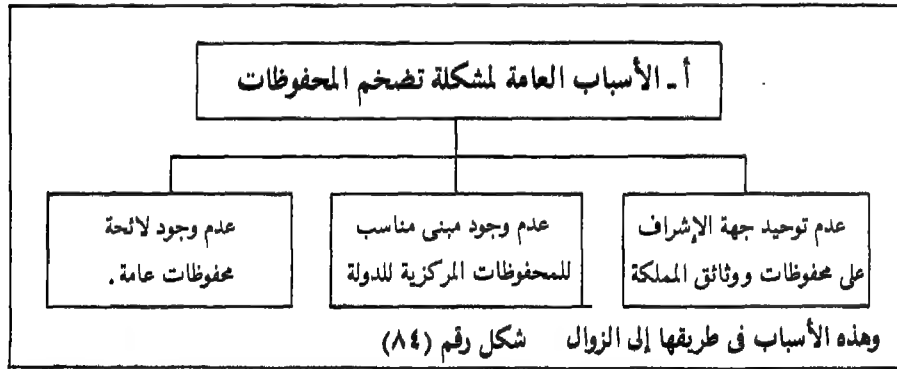 أ ـ الأسباب العامة لمشكلة تضخم المحفوظات
عدم توحيد جهة الإشراف
على محفوظات ووثائق المملكة
عدم وجود مبنى مناسب
للمحفوظات المركزية للدولة
عدم وجود لائحة
محفوظات عامة .
وهذه الأسباب فى طريقها إلى الزوال شكل رقم (٨٤)